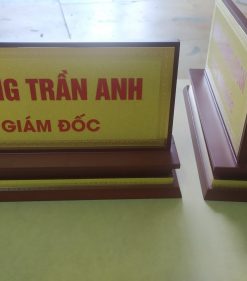 NG TRẦN ANH
GIÁM ĐỐC